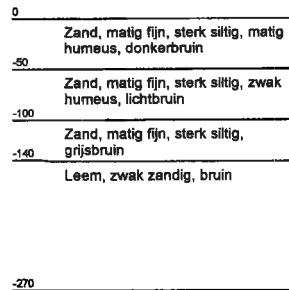 0
Zand, matig fijn, sterk siltig, matig
humeus, donkerbruin
-50
Zand, matig fijn, sterk siltig, zwak
humeus, lichtbruin
-100
Zand, matig fijn, sterk siltig,
grijsbruin
-140
Leem, zwak zandig, bruin
-270